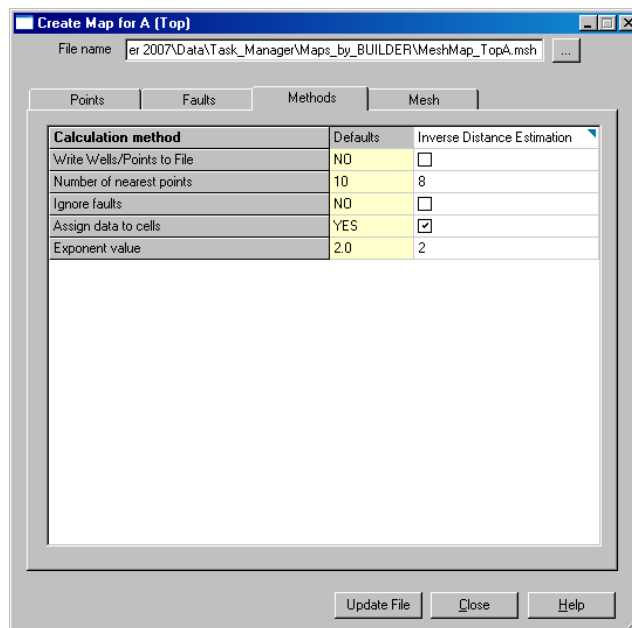 Create Map for A (Top)
File name er 2007\Data\Task_Manager\Maps_by_BUILDER\MeshMap_TopA.msh ...
Points Faults Methods Mesh
Calculation method Defaults Inverse Distance Estimation
Write Wells/Points to File NO
Number of nearest points 10 8
Ignore faults NO
Assign data to cells YES
Exponent value 2.0 2
Update File Close Help